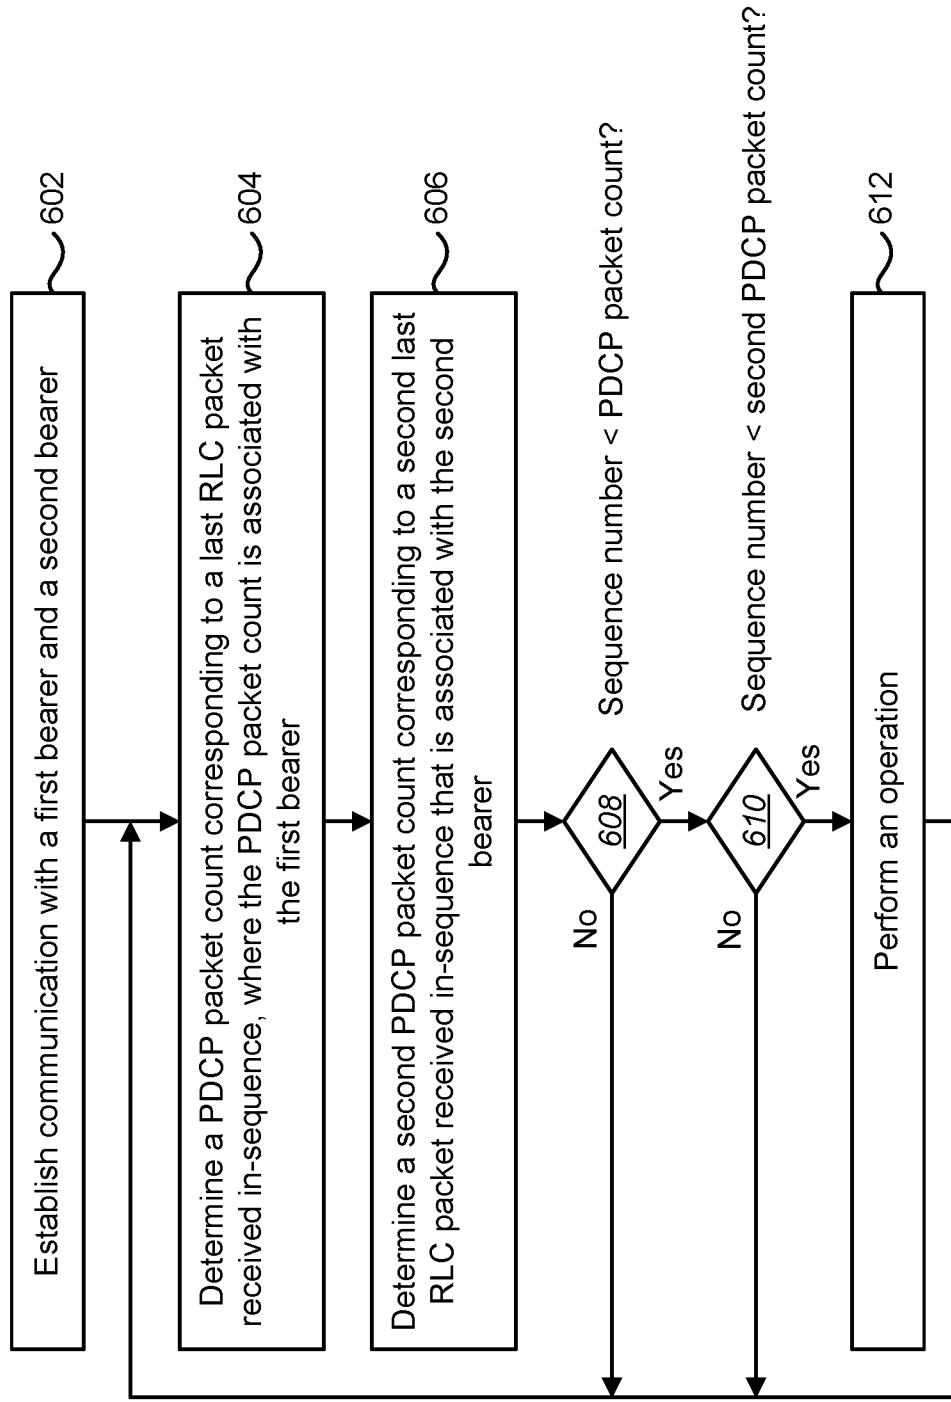 Establish communication with a first bearer and a second bearer
602
Determine a PDCP packet count corresponding to a last RLC packet
received in-sequence, where the PDCP packet count is associated with
the first bearer
604
Determine a second PDCP packet count corresponding to a second last
RLC packet received in-sequence that is associated with the second
bearer
606
608
Sequence number < PDCP packet count?
No
Yes
610
Sequence number < second PDCP packet count?
No
Yes
Perform an operation
612